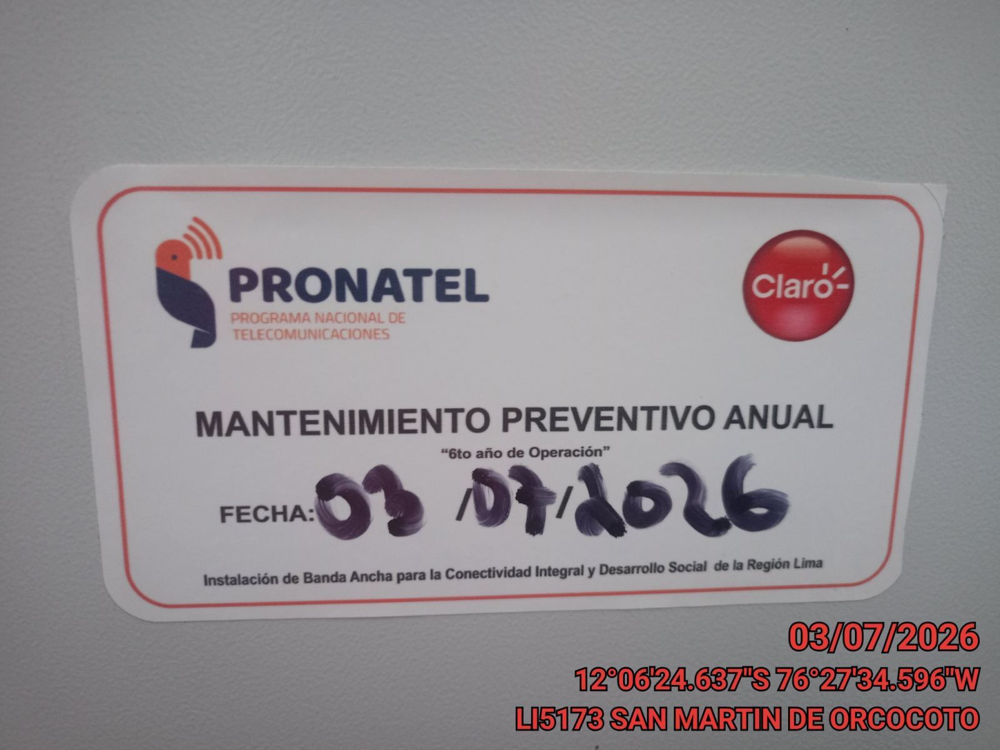 PRONATEL
PROGRAMA NACIONAL DE
TELECOMUNICACIONES
Claro
MANTENIMIENTO PREVENTIVO ANUAL
“6to año de Operación”
FECHA: 03 /07/2026
Instalación de Banda Ancha para la Conectividad Integral y Desarrollo Social de la Región Lima
03/07/2026
12°06'24.637"S 76°27'34.596"W
LI5173 SAN MARTIN DE ORCOCOTO